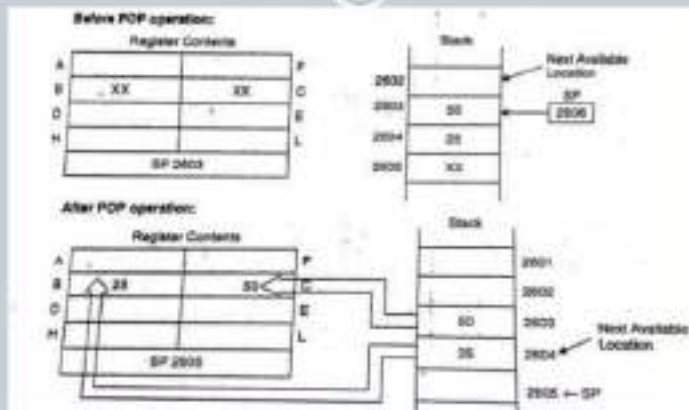 Before POP operation:
Register Contents
A F
B XX XX C
D E
H L
SP 2603
Stack
2602
2603 50
2604 25
2605 XX
Next Available
Location
SP
After POP operation:
Register Contents
A F
B 25 50 C
D E
H L
SP 2605
Stack
2601
2602
50 2603
2604
2605 ← SP
Next Available
Location